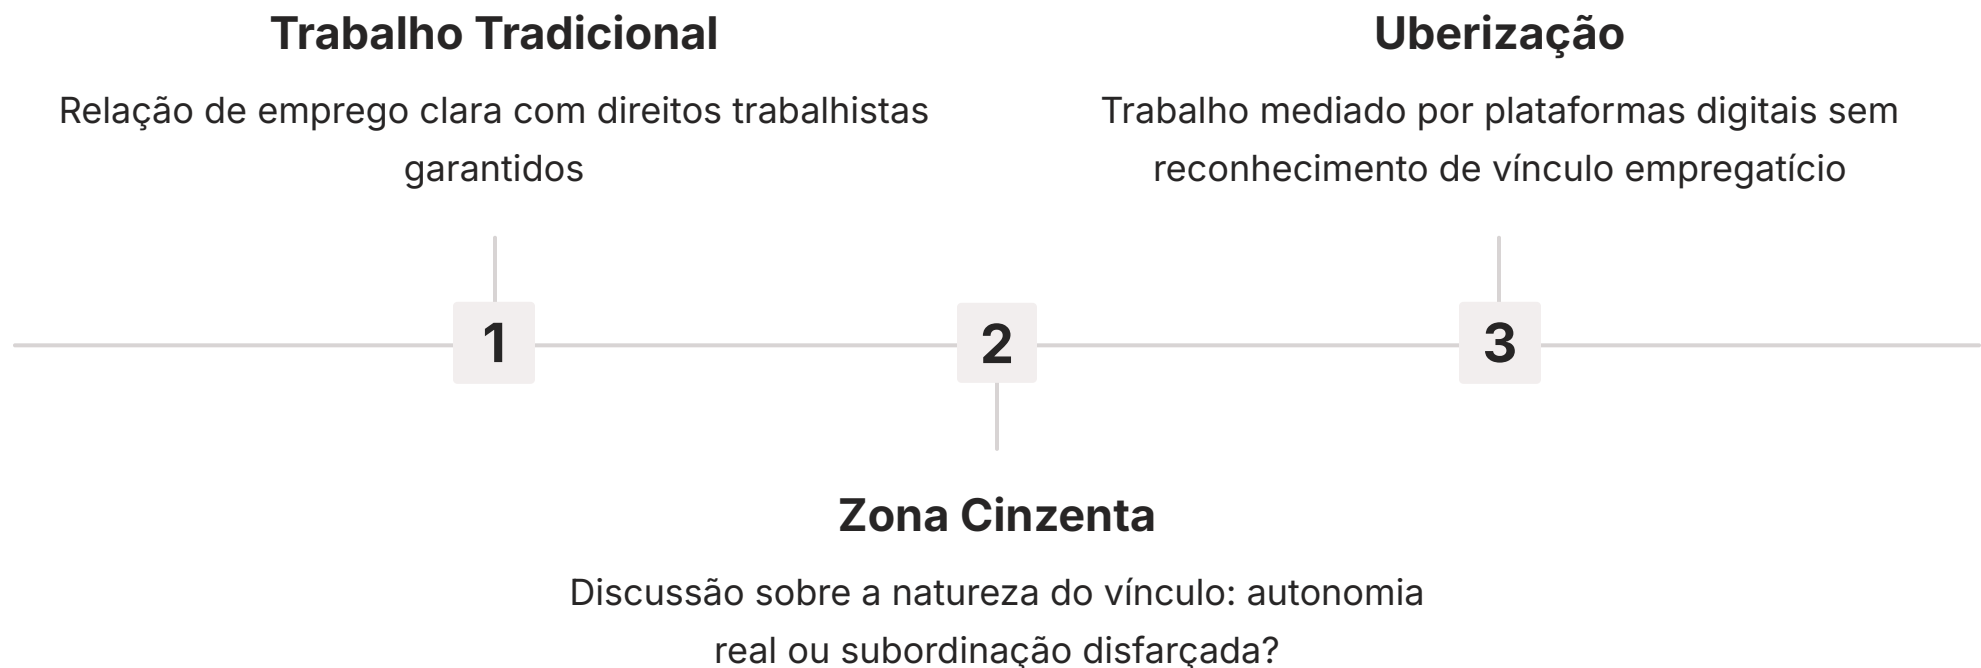 Trabalho Tradicional
Relação de emprego clara com direitos trabalhistas
garantidos
Uberização
Trabalho mediado por plataformas digitais sem
reconhecimento de vínculo empregatício
1
2
3
Zona Cinzenta
Discussão sobre a natureza do vínculo: autonomia
real ou subordinação disfarçada?